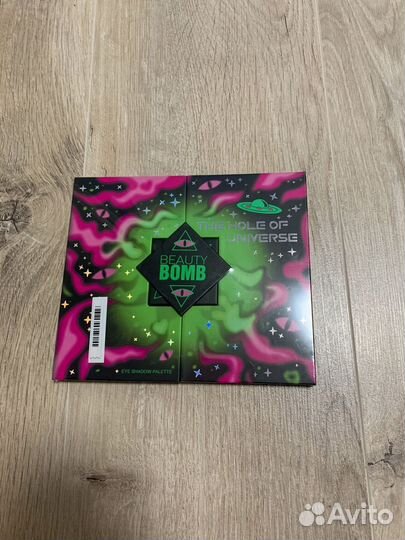 THE HOLE OF
UNIVERSE
BEAUTY
BOMB
EYE SHADOW PALETTE
Avito